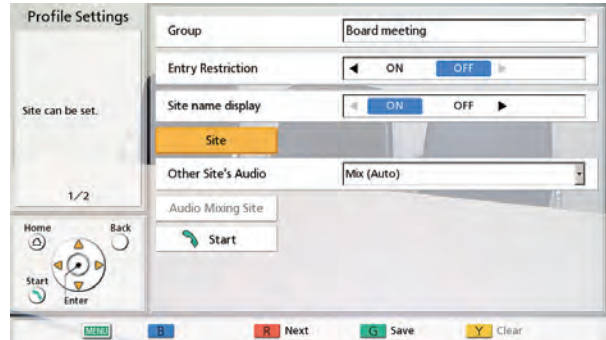 Profile Settings
Site can be set.
1/2
Home
Back
Start
Enter
Group
Board meeting
Entry Restriction
ON
OFF
Site name display
ON
OFF
Site
Other Site's Audio
Mix (Auto)
Audio Mixing Site
Start
MENU
B
R Next
G Save
Y Clear